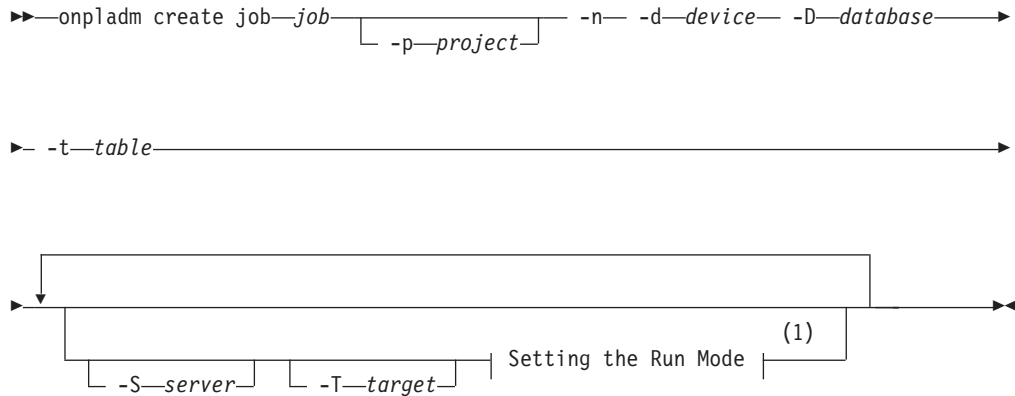 onpladm create job job -n -d device -D database
-p project
-t table
(1)
Setting the Run Mode
-S server -T target